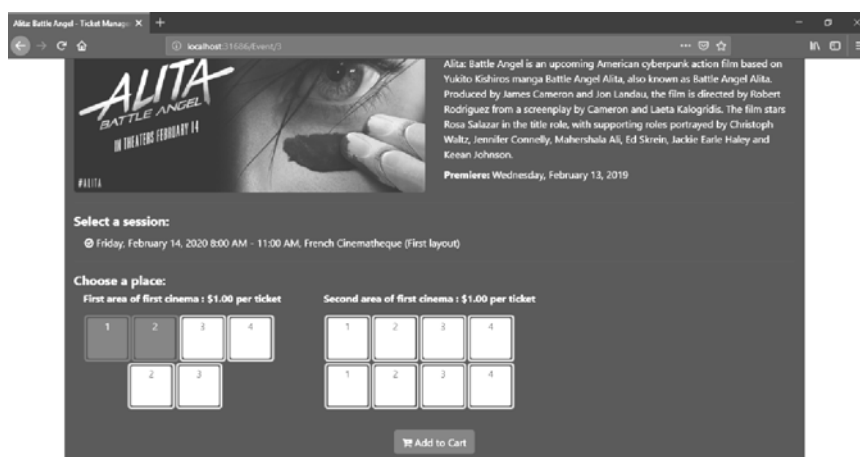 Alita: Battle Angel - Ticket Manage
localhost:31686/Event/3
ALITA
BATTLE ANGEL
IN THEATERS FEBRUARY 14
#ALITA
Alita: Battle Angel is an upcoming American cyberpunk action film based on
Yukito Kishiros manga Battle Angel Alita, also known as Battle Angel Alita.
Produced by James Cameron and Jon Landau, the film is directed by Robert
Rodriguez from a screenplay by Cameron and Laeta Kalogridis. The film stars
Rosa Salazar in the title role, with supporting roles portrayed by Christoph
Waltz, Jennifer Connelly, Mahershala Ali, Ed Skrein, Jackie Earle Haley and
Keean Johnson.
Premiere: Wednesday, February 13, 2019
Select a session:
Friday, February 14, 2020 8:00 AM - 11:00 AM, French Cinematheque (First layout)
Choose a place:
First area of first cinema : $1.00 per ticket
1 2 3 4
2 3
Second area of first cinema : $1.00 per ticket
1 2 3 4
1 2 3 4
Add to Cart